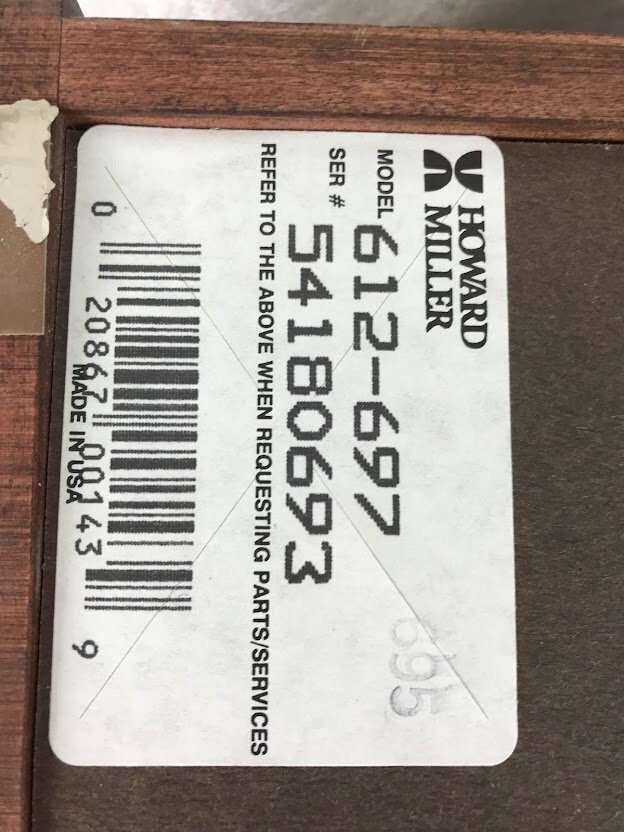 HOWARD
MILLER
MODEL 612-697
SER # 54180693
REFER TO THE ABOVE WHEN REQUESTING PARTS/SERVICES
0 20867 00143 9
MADE IN USA
695